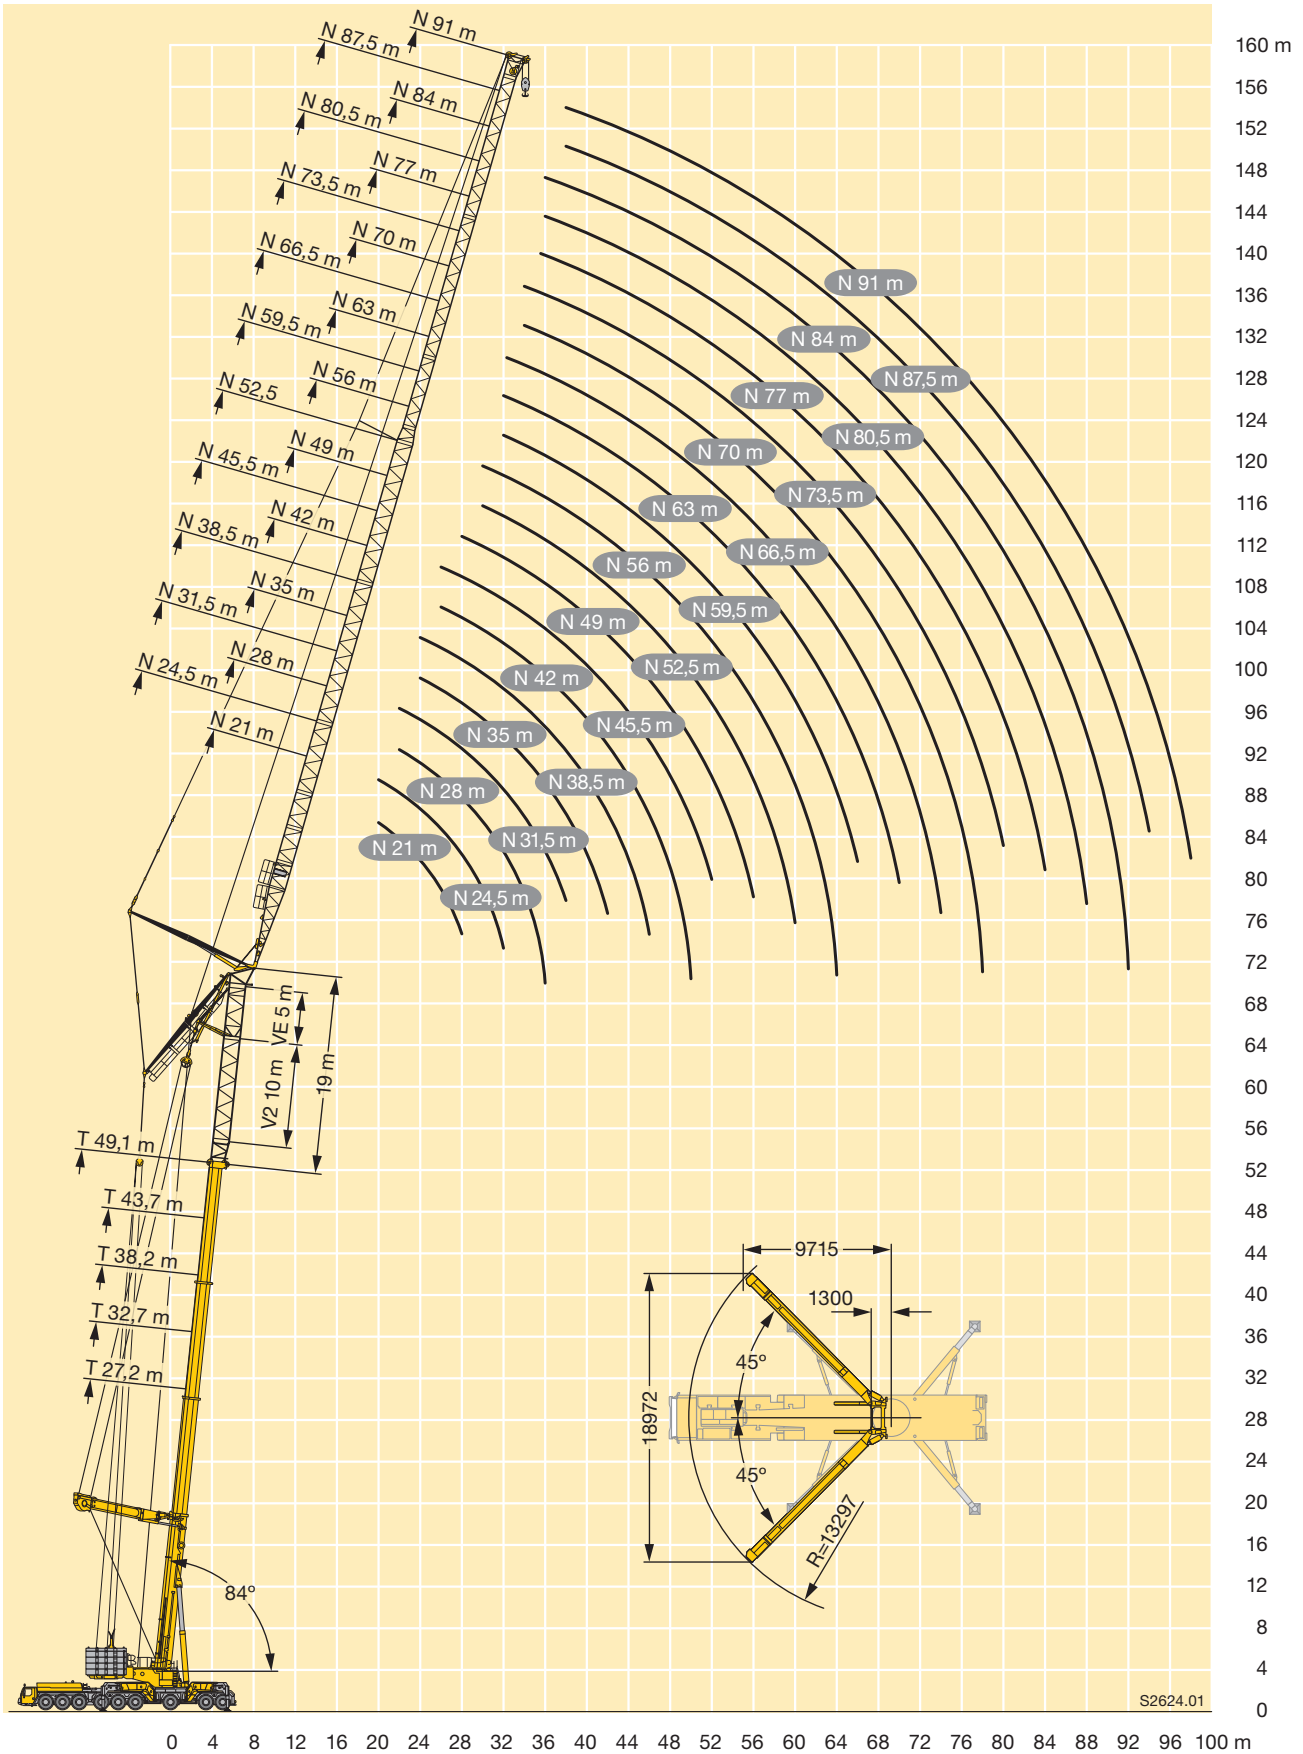 N 91 m
N 87,5 m
N 84 m
N 80,5 m
N 77 m
N 73,5 m
N 70 m
N 66,5 m
N 63 m
N 59,5 m
N 56 m
N 52,5
N 49 m
N 45,5 m
N 42 m
N 38,5 m
N 35 m
N 31,5 m
N 28 m
N 24,5 m
N 21 m
160 m
156
152
148
144
140
136
132
128
124
120
116
112
108
104
100
96
92
88
84
80
76
72
68
64
60
56
52
48
44
40
36
32
28
24
20
16
12
8
4
0
N 91 m
N 84 m
N 87,5 m
N 77 m
N 80,5 m
N 70 m
N 73,5 m
N 63 m
N 66,5 m
N 56 m
N 59,5 m
N 49 m
N 52,5 m
N 42 m
N 45,5 m
N 35 m
N 38,5 m
N 28 m
N 31,5 m
N 21 m
N 24,5 m
VE 5 m
V2 10 m
19 m
T 49,1 m
T 43,7 m
T 38,2 m
T 32,7 m
T 27,2 m
84º
9715
1300
45º
18972
45º
R=13297
S2624.01
0 4 8 12 16 20 24 28 32 36 40 44 48 52 56 60 64 68 72 76 80 84 88 92 96 100 m